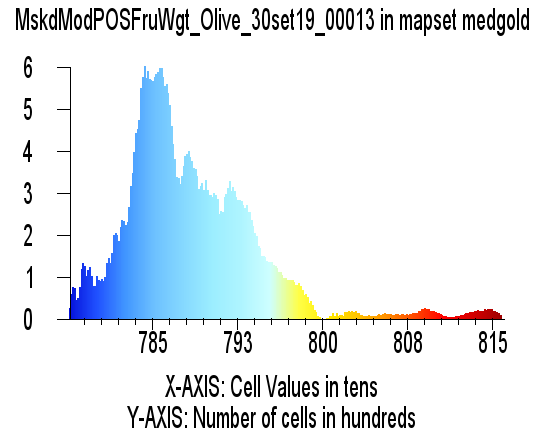 MskdModPOSFruWgt_Olive_30set19_00013 in mapset medgold
6
5
4
3
2
1
0
785 793 800 808 815
X-AXIS: Cell Values in tens
Y-AXIS: Number of cells in hundreds